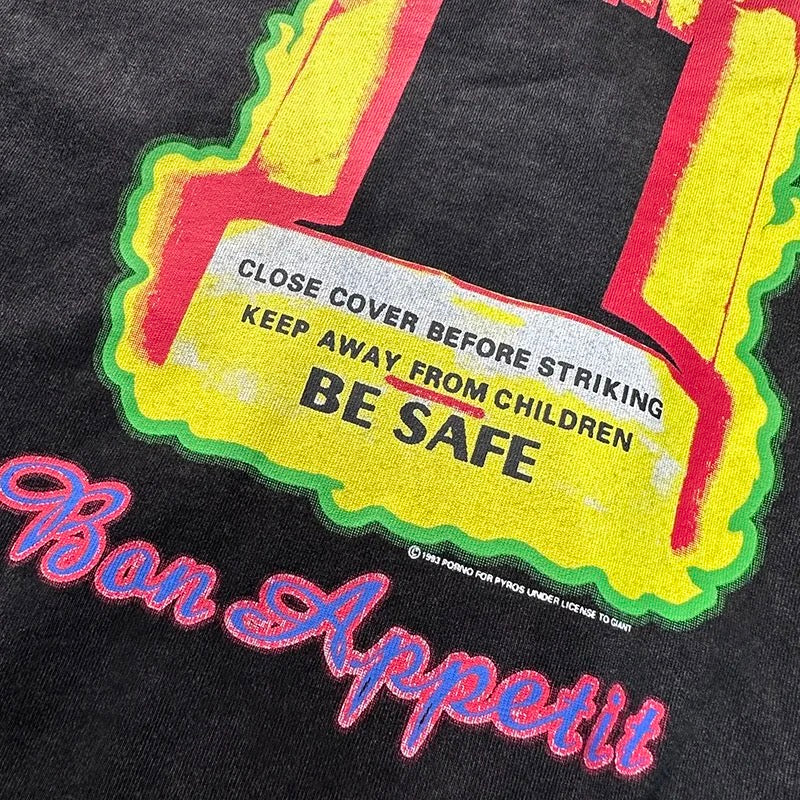 CLOSE COVER BEFORE STRIKING
KEEP AWAY FROM CHILDREN
BE SAFE
© 1993 PORNO FOR PYROS UNDER LICENSE TO GIANT
Bon Appetit